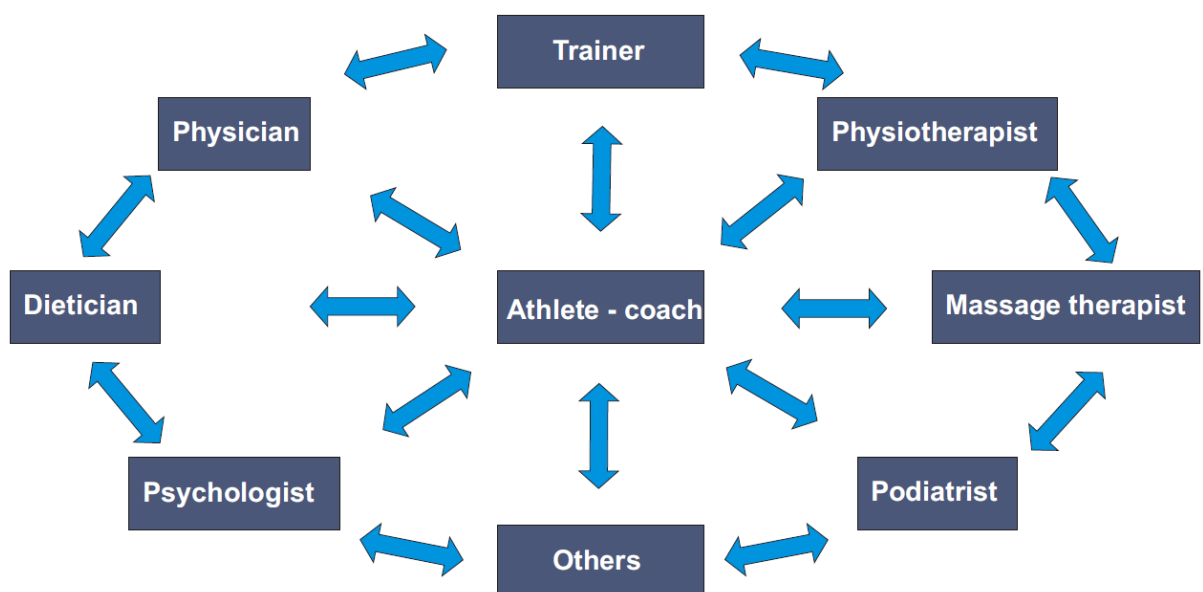 Trainer
Physician
Physiotherapist
Dietician
Athlete - coach
Massage therapist
Psychologist
Podiatrist
Others